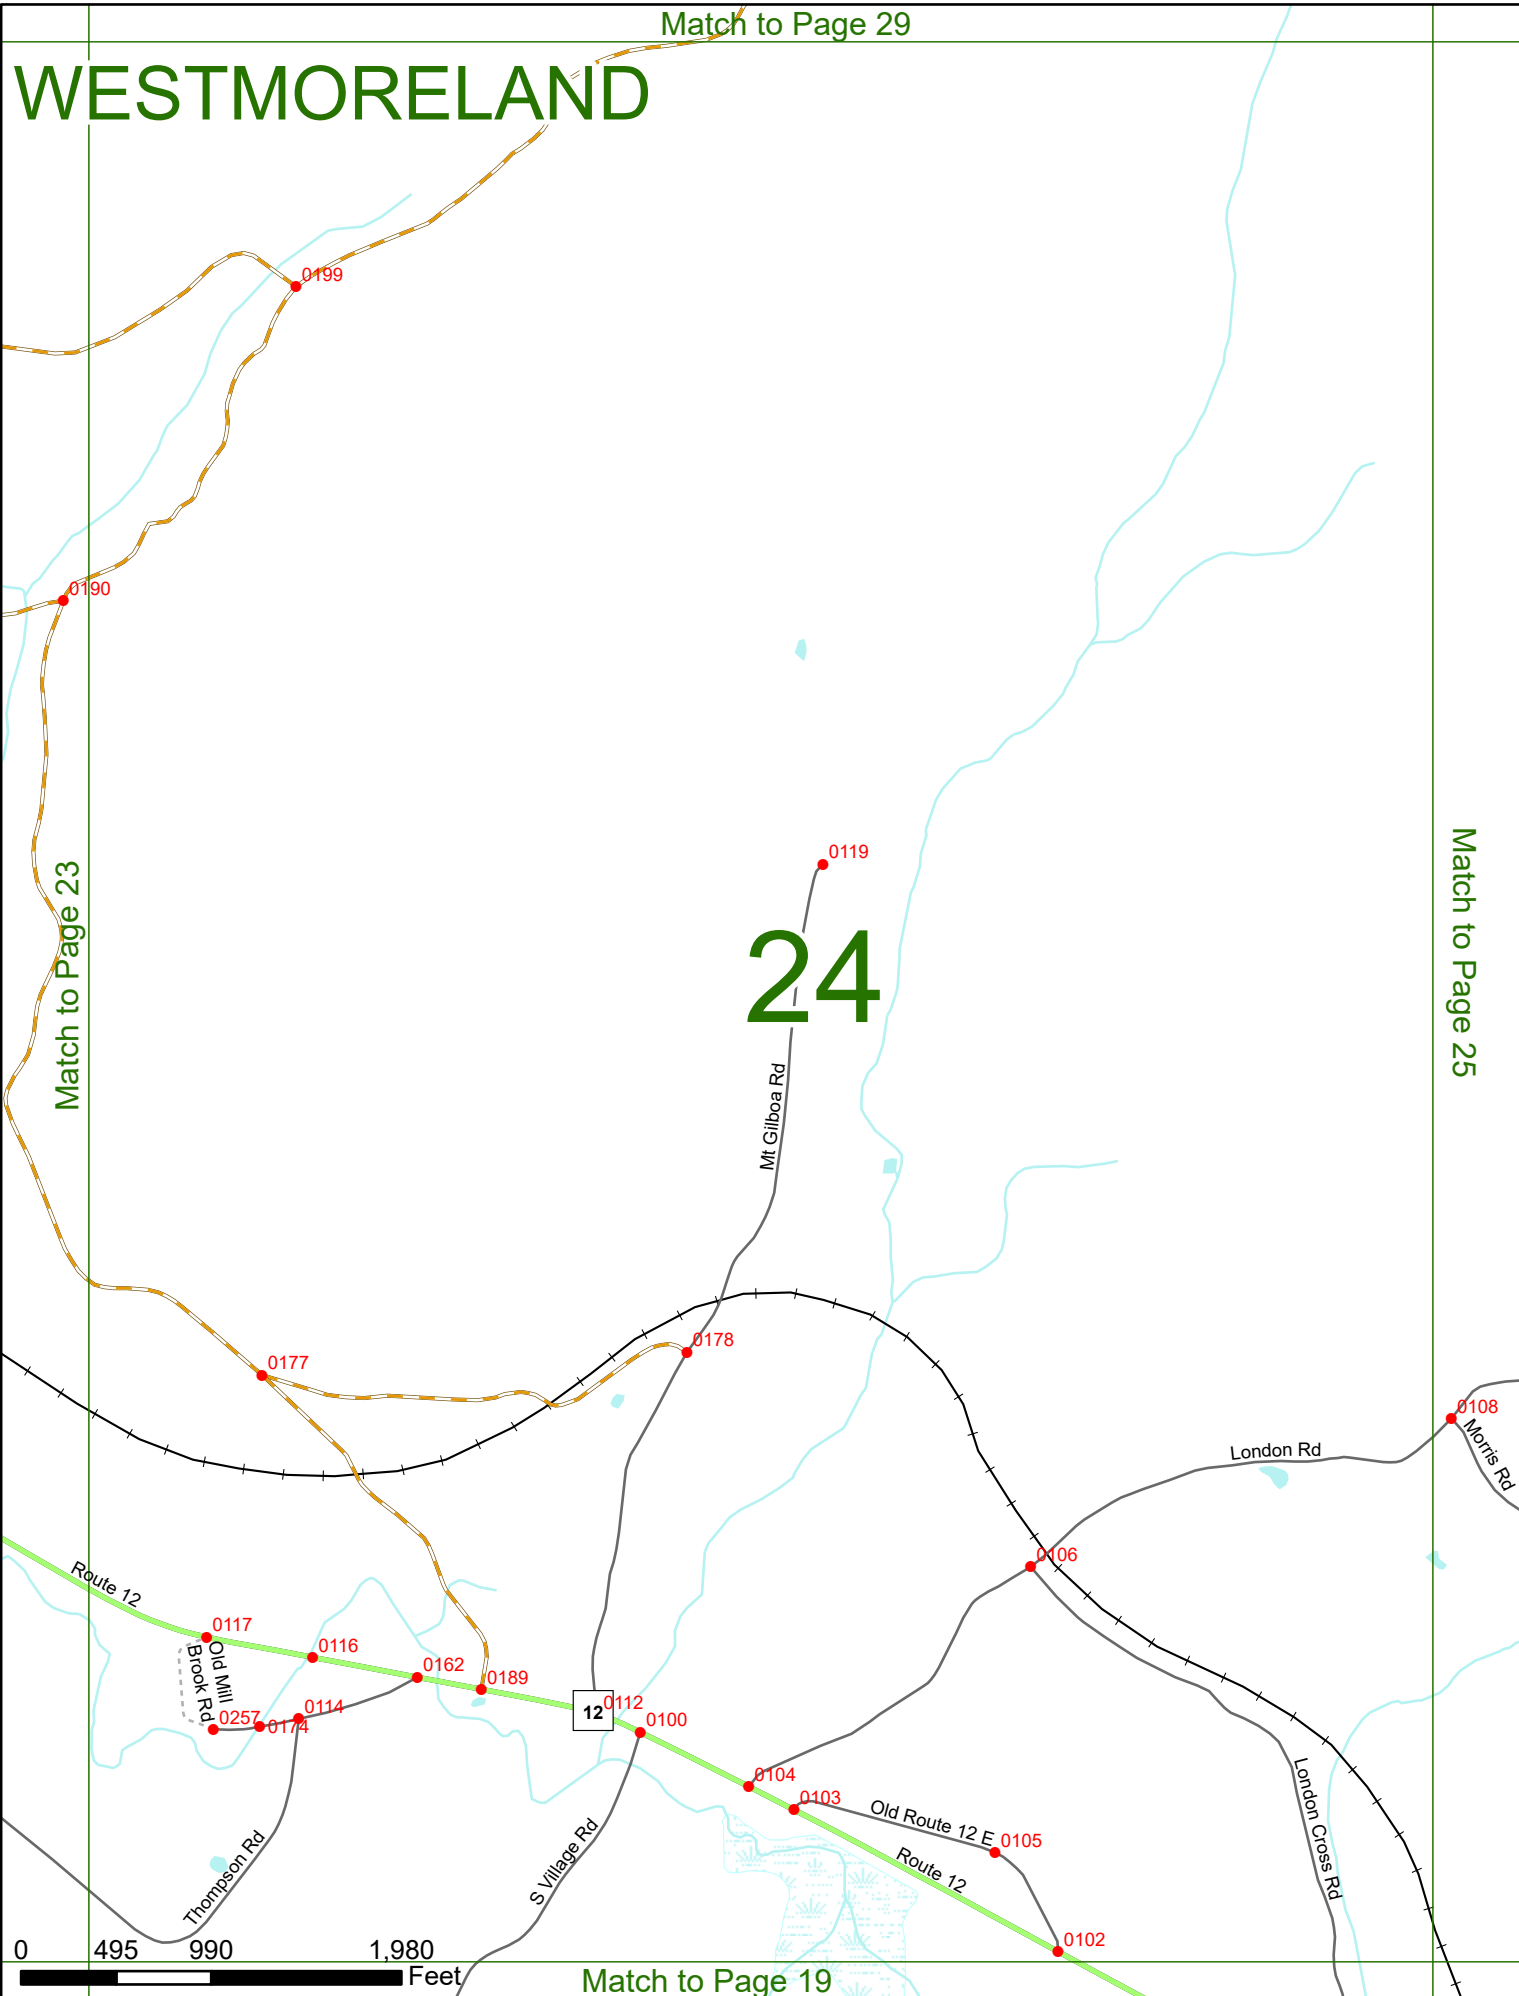 Match to Page 29
WESTMORELAND
0199
0190
0119
Match to Page 23
24
Match to Page 25
Mt Gilboa Rd
0178
0177
0108
London Rd
Morris Rd
0106
Route 12
0117
0116
Old Mill
Brook Rd
0162
0189
0257
0174
0114
12
0112
0100
0104
0103
Old Route 12 E
0105
London Cross Rd
Route 12
S Village Rd
Thompson Rd
0102
0 495 990 1,980
Feet
Match to Page 19